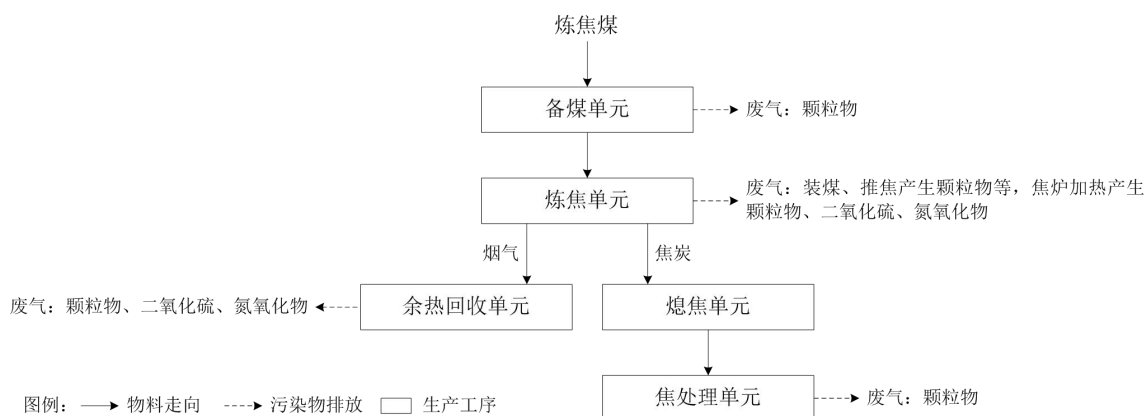 炼焦煤
备煤单元
废气：颗粒物
炼焦单元
废气：装煤、推焦产生颗粒物等，焦炉加热产生
颗粒物、二氧化硫、氮氧化物
烟气
焦炭
废气：颗粒物、二氧化硫、氮氧化物
余热回收单元
熄焦单元
焦处理单元
废气：颗粒物
图例： 物料走向 污染物排放 生产工序